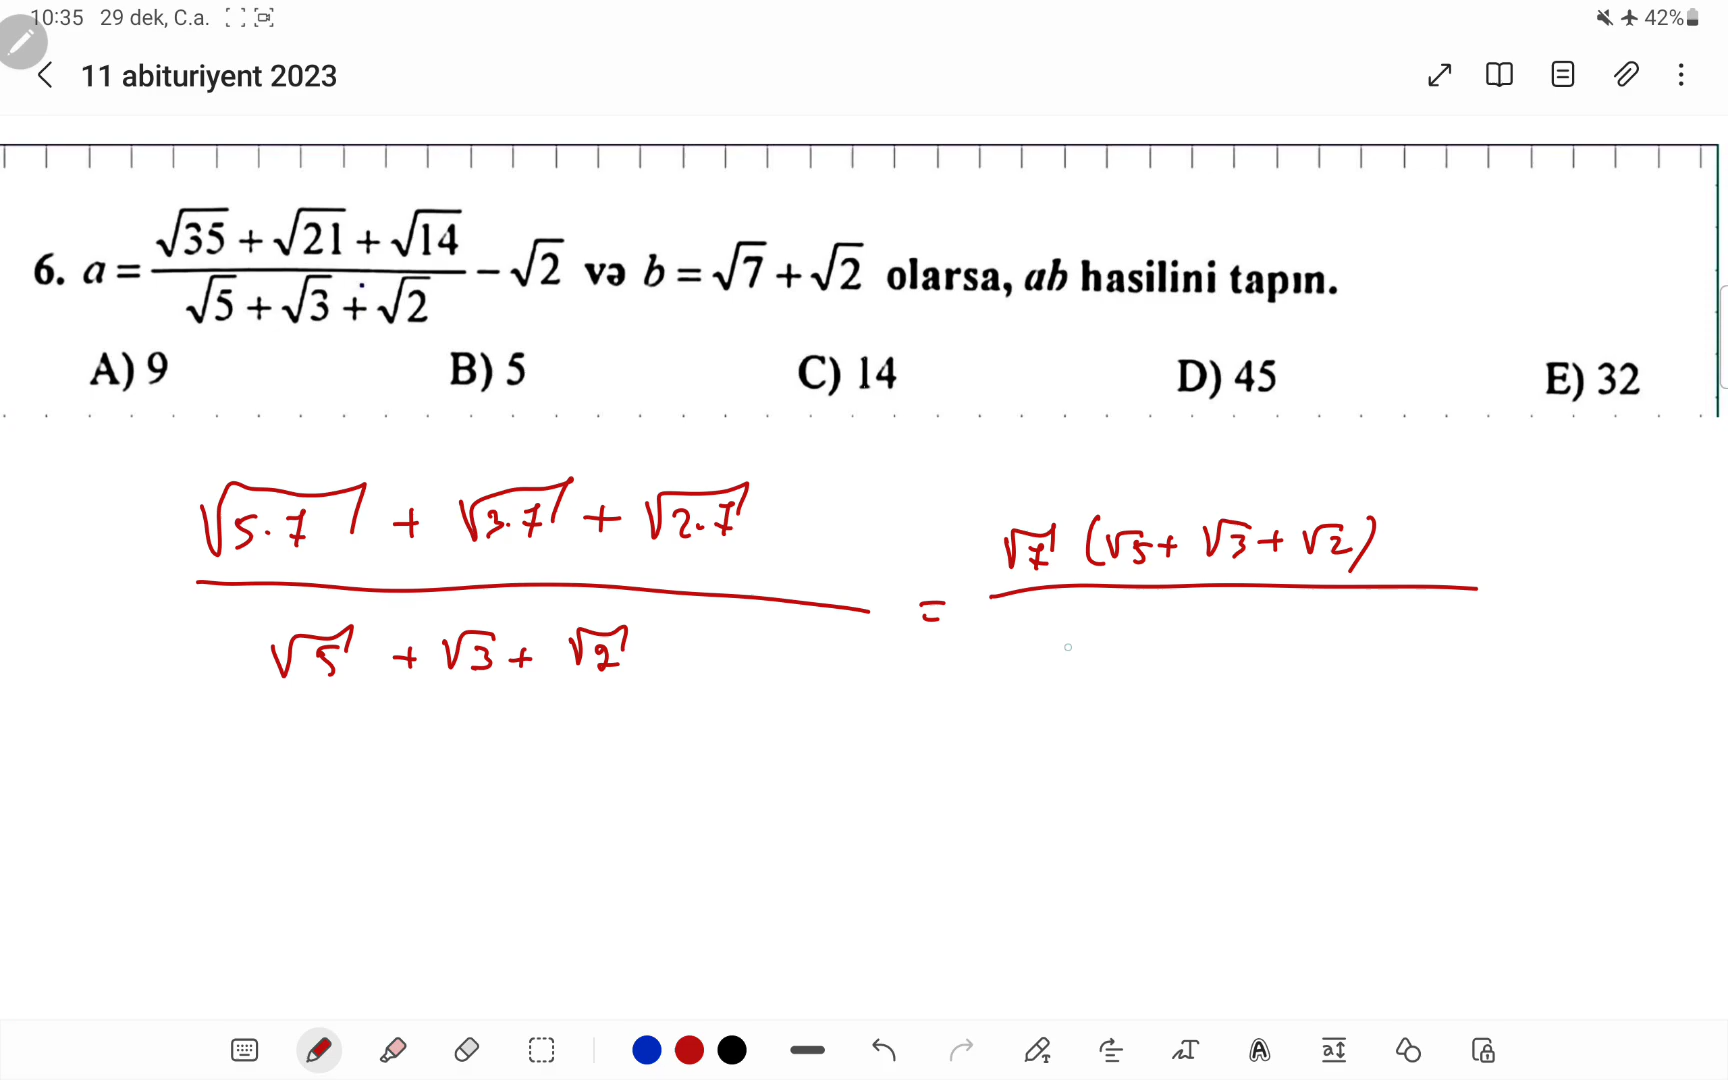 10:35 29 dek, C.a. 42%
11 abituriyent 2023
6. a = (√35 + √21 + √14)/(√5 + √3 + √2) − √2 və b = √7 + √2 olarsa, ab hasilini tapın.
A) 9 B) 5 C) 14 D) 45 E) 32
√5·7 + √3·7 + √2·7
√7 (√5 + √3 + √2)
=
√5 + √3 + √2